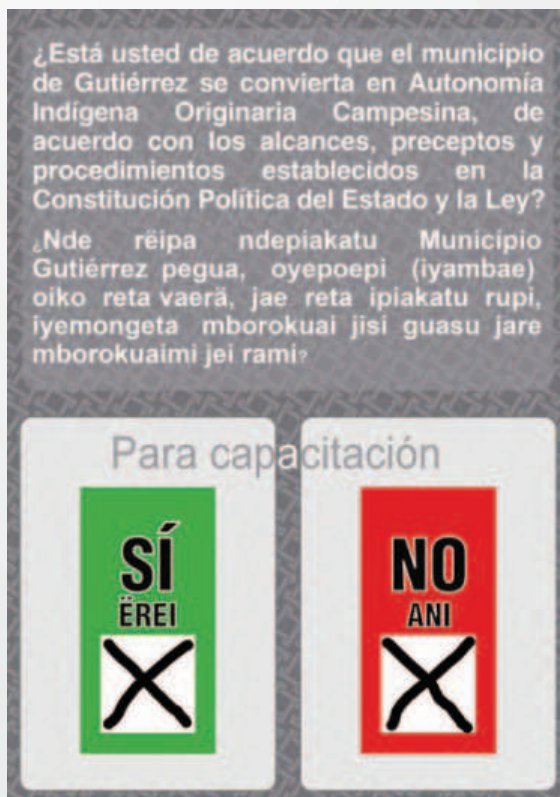 ¿Está usted de acuerdo que el municipio
de Gutiérrez se convierta en Autonomía
Indígena Originaria Campesina, de
acuerdo con los alcances, preceptos y
procedimientos establecidos en la
Constitución Política del Estado y la Ley?
¿Nde rëipa ndepiakatu Municipio
Gutiérrez pegua, oyepoepi (iyambae)
oiko reta vaerä, jae reta ipiakatu rupi,
iyemongeta mborokuai jisi guasu jare
mborokuaimi jei rami?
Para capacitación
SÍ
ËREI
NO
ANI